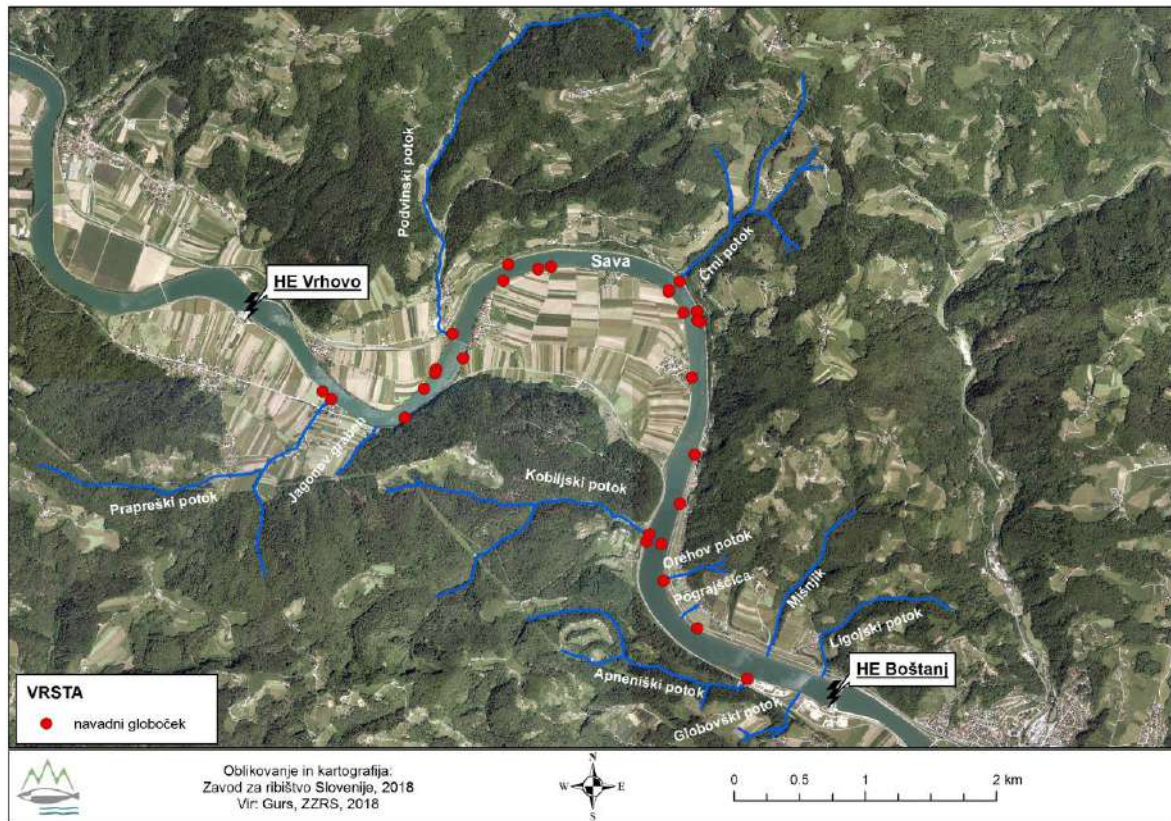 Podvinski potok
Črni potok
Sava
HE Vrhovo
Jagonev graben
Prapreški potok
Kobiljski potok
Orehov potok
Pograjščica
Mišnjik
Ligojski potok
HE Boštanj
Apneniški potok
Globovški potok
VRSTA
navadni globoček
Oblikovanje in kartografija:
Zavod za ribištvo Slovenije, 2018
Vir: Gurs, ZZRS, 2018
N
W E
S
0 0.5 1 2 km